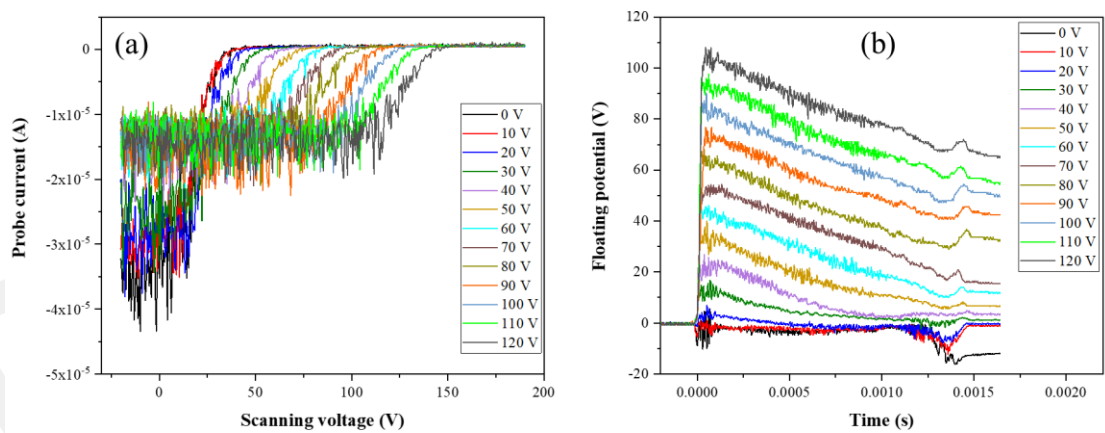 (a)
0
-1x10⁻⁵
-2x10⁻⁵
-3x10⁻⁵
-4x10⁻⁵
-5x10⁻⁵
Probe current (A)
0
50
100
150
200
Scanning voltage (V)
0 V
10 V
20 V
30 V
40 V
50 V
60 V
70 V
80 V
90 V
100 V
110 V
120 V
(b)
120
100
80
60
40
20
0
-20
Floating potential (V)
0.0000
0.0005
0.0010
0.0015
0.0020
Time (s)
0 V
10 V
20 V
30 V
40 V
50 V
60 V
70 V
80 V
90 V
100 V
110 V
120 V